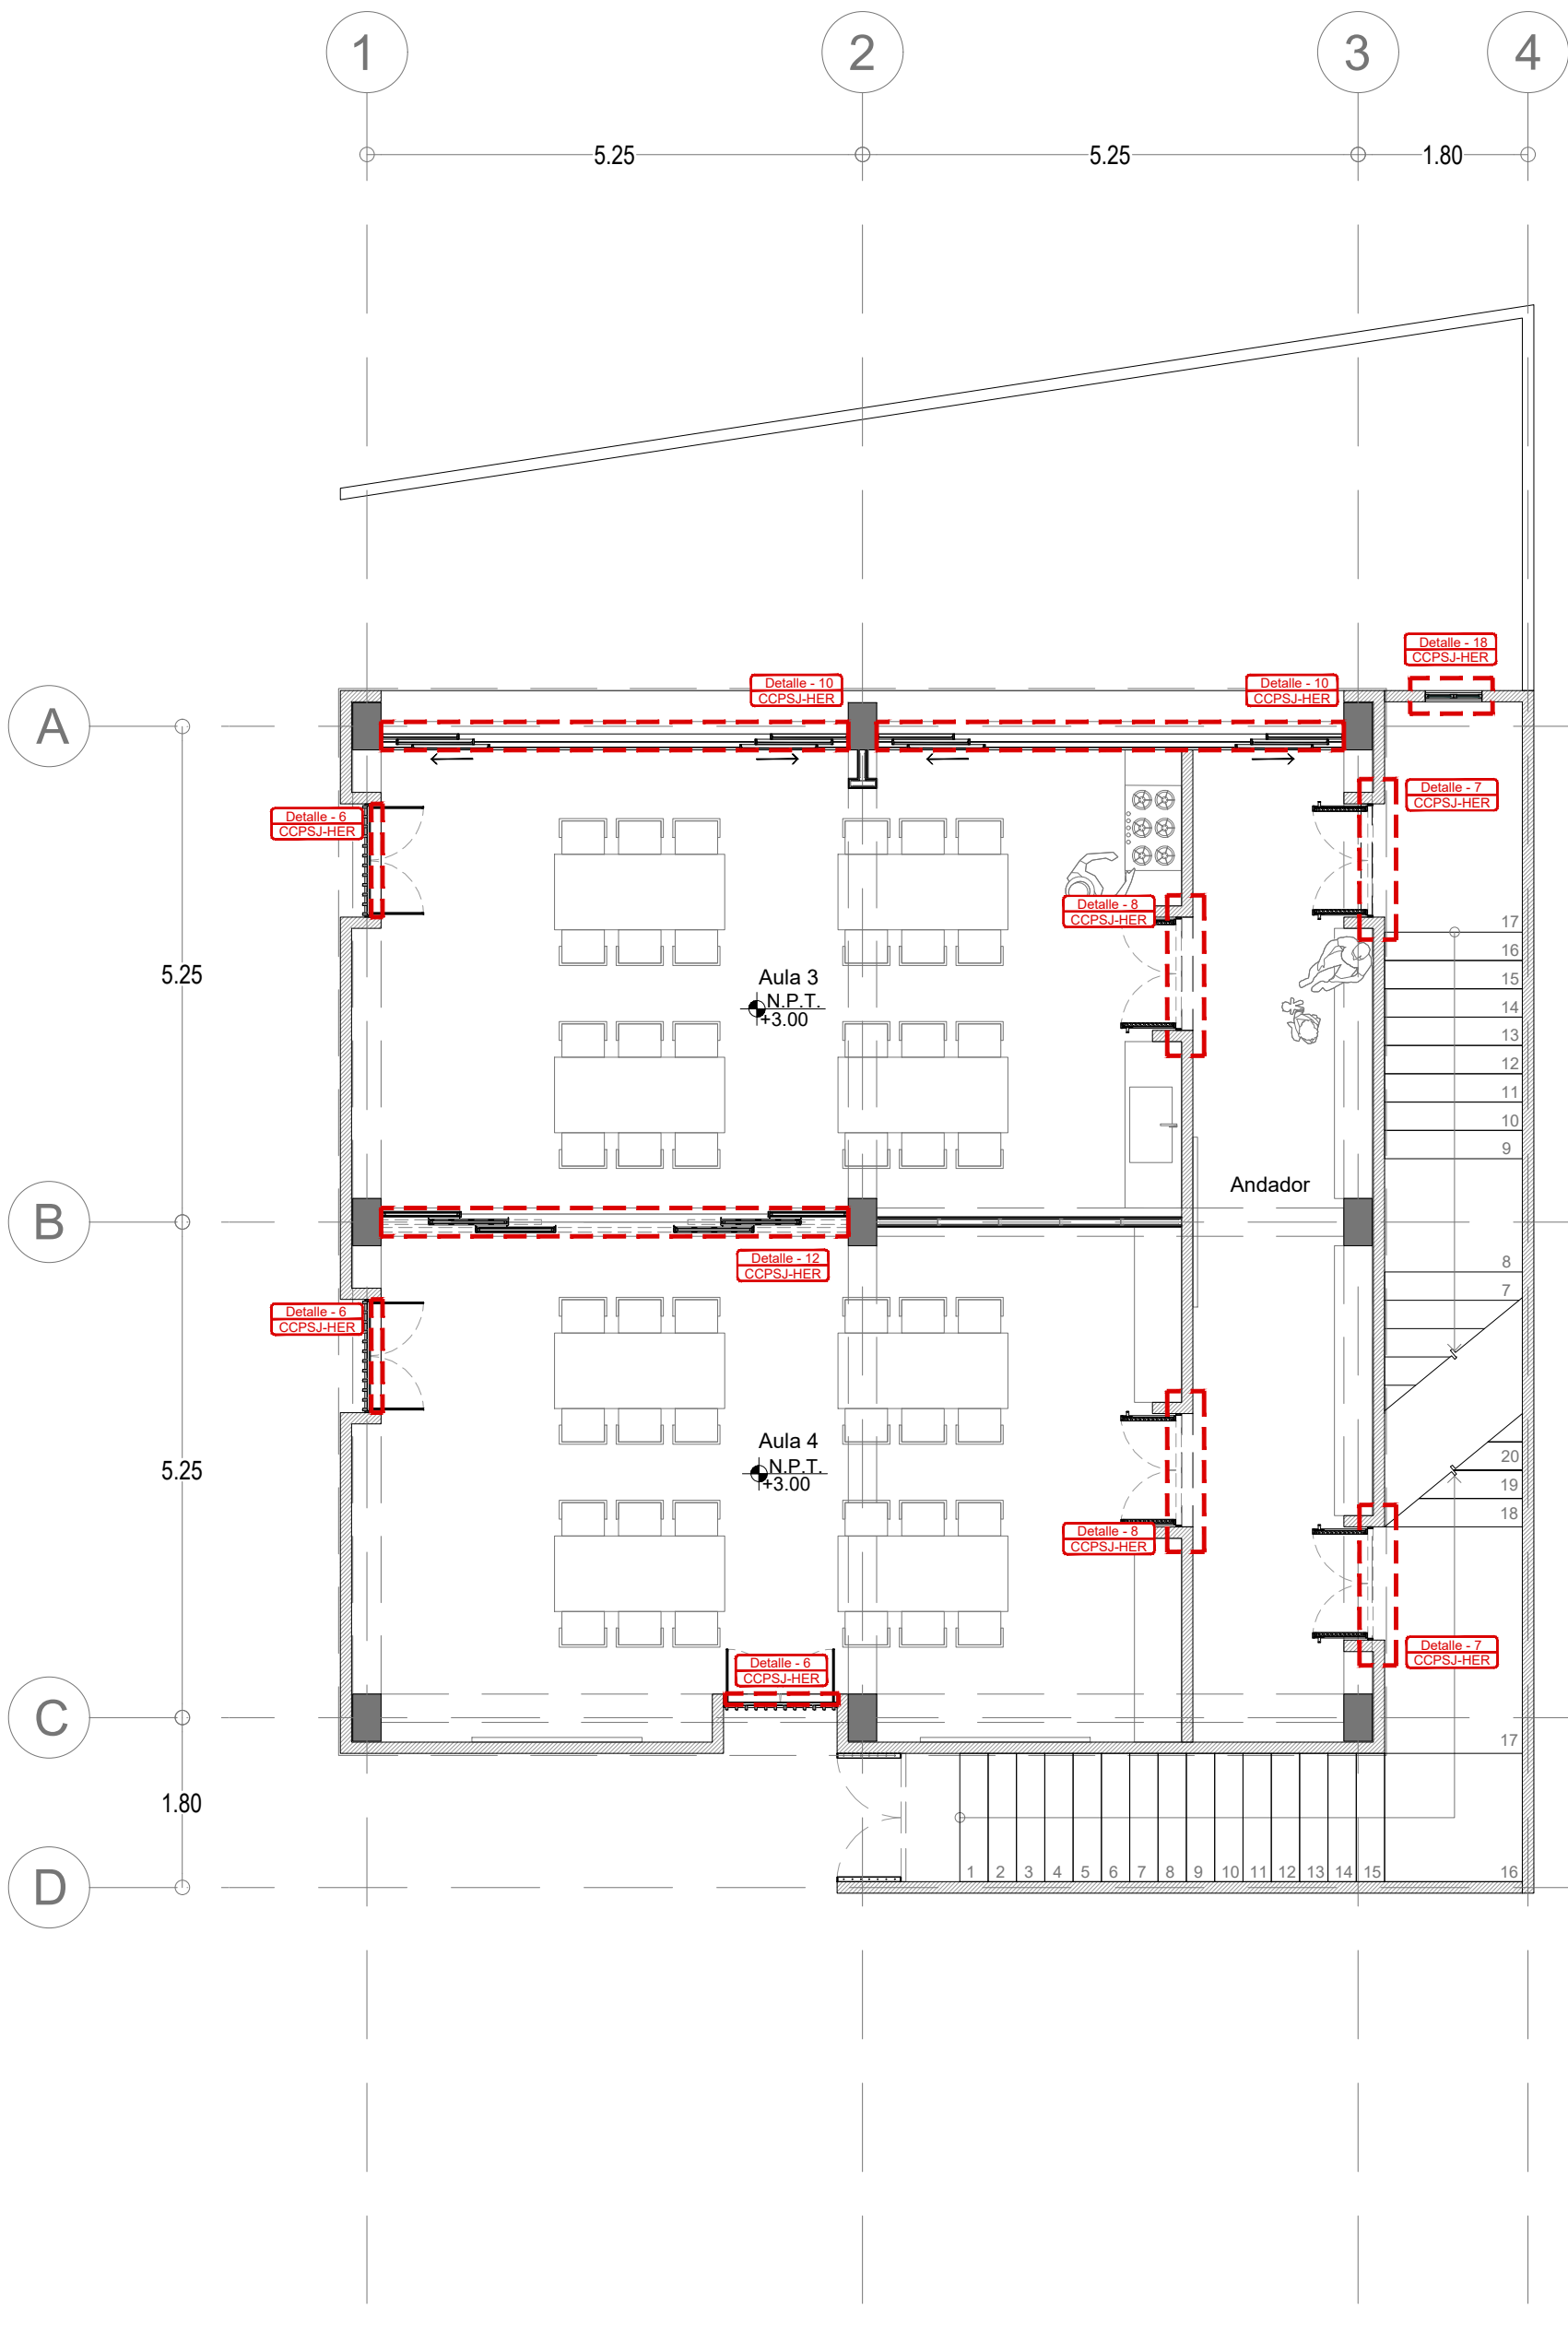 1
2
3
4
5.25
5.25
1.80
Detalle - 18
CCPSJ-HER
Detalle - 10
CCPSJ-HER
Detalle - 10
CCPSJ-HER
A
Detalle - 6
CCPSJ-HER
Detalle - 7
CCPSJ-HER
Detalle - 8
CCPSJ-HER
17
16
15
14
13
12
11
10
9
5.25
Aula 3
N.P.T.
+3.00
Andador
B
Detalle - 12
CCPSJ-HER
8
7
Detalle - 6
CCPSJ-HER
5.25
Aula 4
N.P.T.
+3.00
20
19
18
Detalle - 8
CCPSJ-HER
Detalle - 6
CCPSJ-HER
Detalle - 7
CCPSJ-HER
C
17
1.80
1 2 3 4 5 6 7 8 9 10 11 12 13 14 15 16
D